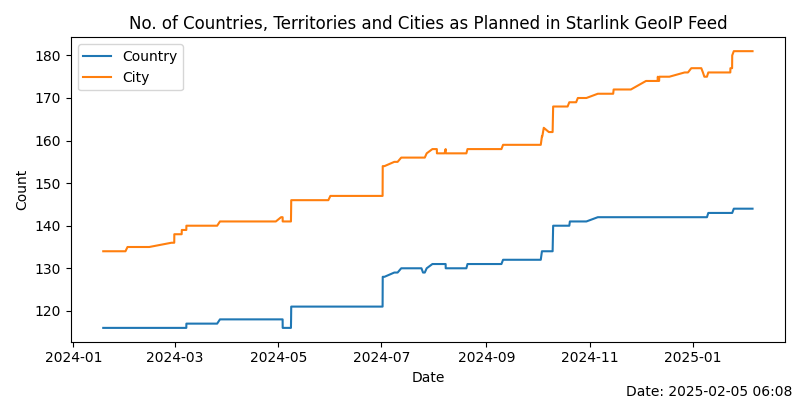 No. of Countries, Territories and Cities as Planned in Starlink GeoIP Feed
Country
City
180
170
160
150
140
130
120
Count
2024-01 2024-03 2024-05 2024-07 2024-09 2024-11 2025-01
Date
Date: 2025-02-05 06:08